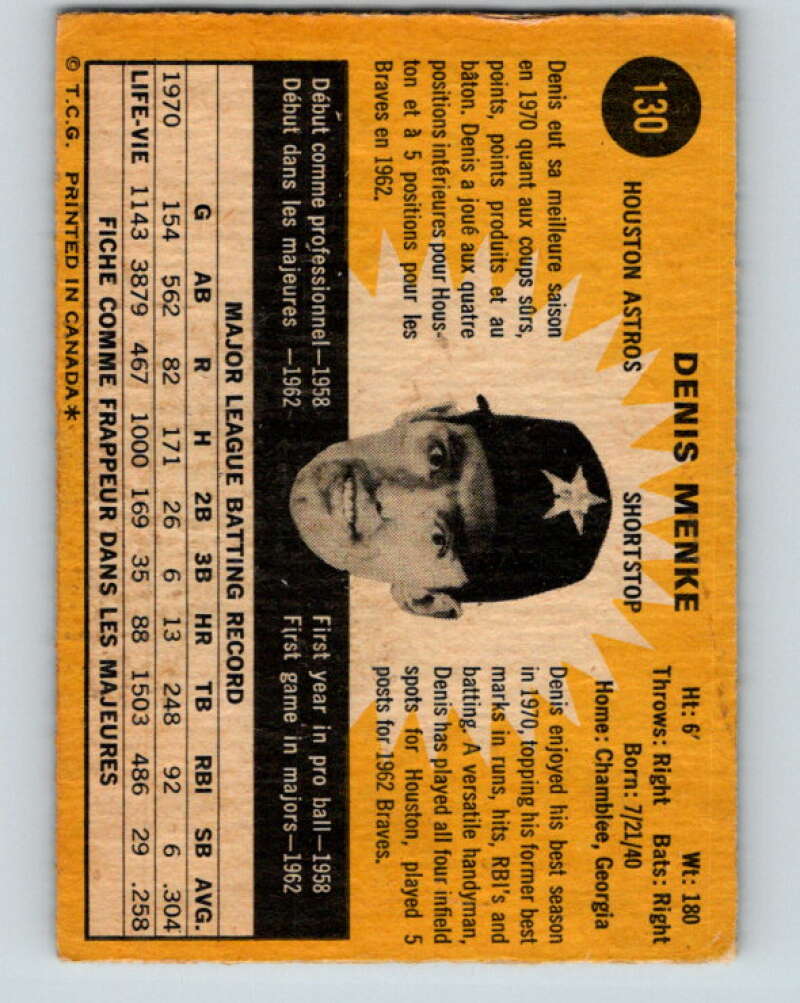 130
DENIS MENKE
HOUSTON ASTROS
SHORTSTOP
Ht: 6' Wt: 180
Throws: Right Bats: Right
Born: 7/21/40
Home: Chamblee, Georgia
Denis eut sa meilleure saison
en 1970 quant aux coups sûrs,
points, points produits et au
bâton. Denis a joué aux quatre
positions intérieures pour Hous-
ton et à 5 positions pour les
Braves en 1962.
Denis enjoyed his best season
in 1970, topping his former best
marks in runs, hits, RBI's and
batting. A versatile handyman,
Denis has played all four infield
spots for Houston, played 5
posts for 1962 Braves.
Début comme professionnel—1958
Début dans les majeures —1962
First year in pro ball—1958
First game in majors—1962
MAJOR LEAGUE BATTING RECORD
G AB R H 2B 3B HR TB RBI SB AVG.
1970 154 562 82 171 26 6 13 248 92 6 .304
LIFE-VIE 1143 3879 467 1000 169 35 88 1503 486 29 .258
FICHE COMME FRAPPEUR DANS LES MAJEURES
© T.C.G. PRINTED IN CANADA*